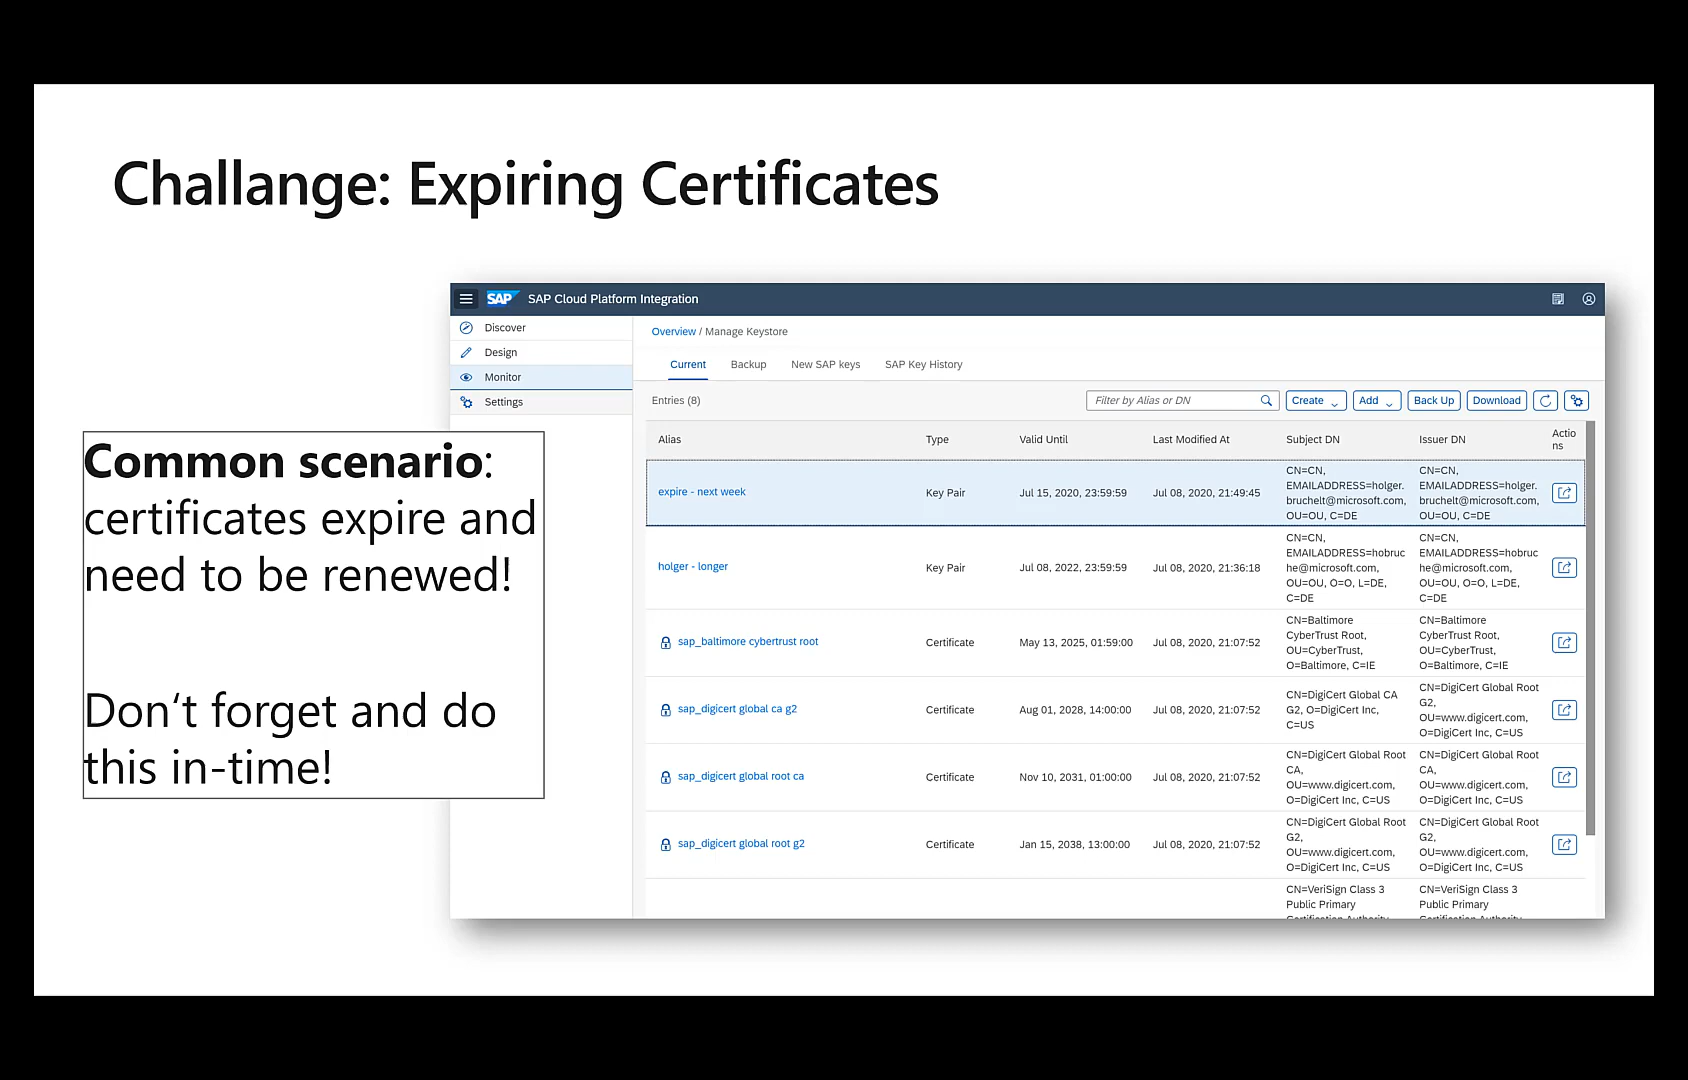 Challange: Expiring Certificates
SAP SAP Cloud Platform Integration
Discover
Design
Monitor
Settings
Common scenario:
certificates expire and
need to be renewed!
Don‘t forget and do
this in-time!
Overview / Manage Keystore
Current Backup New SAP keys SAP Key History
Entries (8) Filter by Alias or DN Create Add Back Up Download
Alias Type Valid Until Last Modified At Subject DN Issuer DN Actio
ns
expire - next week Key Pair Jul 15, 2020, 23:59:59 Jul 08, 2020, 21:49:45
CN=CN,
EMAILADDRESS=holger.
bruchelt@microsoft.com,
OU=OU, C=DE
CN=CN,
EMAILADDRESS=holger.
bruchelt@microsoft.com,
OU=OU, C=DE
holger - longer Key Pair Jul 08, 2022, 23:59:59 Jul 08, 2020, 21:36:18
CN=CN,
EMAILADDRESS=hobruc
he@microsoft.com,
OU=OU, O=O, L=DE,
C=DE
CN=CN,
EMAILADDRESS=hobruc
he@microsoft.com,
OU=OU, O=O, L=DE,
C=DE
sap_baltimore cybertrust root Certificate May 13, 2025, 01:59:00 Jul 08, 2020, 21:07:52
CN=Baltimore
CyberTrust Root,
OU=CyberTrust,
O=Baltimore, C=IE
CN=Baltimore
CyberTrust Root,
OU=CyberTrust,
O=Baltimore, C=IE
sap_digicert global ca g2 Certificate Aug 01, 2028, 14:00:00 Jul 08, 2020, 21:07:52
CN=DigiCert Global CA
G2, O=DigiCert Inc,
C=US
CN=DigiCert Global Root
G2,
OU=www.digicert.com,
O=DigiCert Inc, C=US
sap_digicert global root ca Certificate Nov 10, 2031, 01:00:00 Jul 08, 2020, 21:07:52
CN=DigiCert Global Root
CA,
OU=www.digicert.com,
O=DigiCert Inc, C=US
CN=DigiCert Global Root
CA,
OU=www.digicert.com,
O=DigiCert Inc, C=US
sap_digicert global root g2 Certificate Jan 15, 2038, 13:00:00 Jul 08, 2020, 21:07:52
CN=DigiCert Global Root
G2,
OU=www.digicert.com,
O=DigiCert Inc, C=US
CN=DigiCert Global Root
G2,
OU=www.digicert.com,
O=DigiCert Inc, C=US
CN=VeriSign Class 3
Public Primary
Certification Authority
CN=VeriSign Class 3
Public Primary
Certification Authority